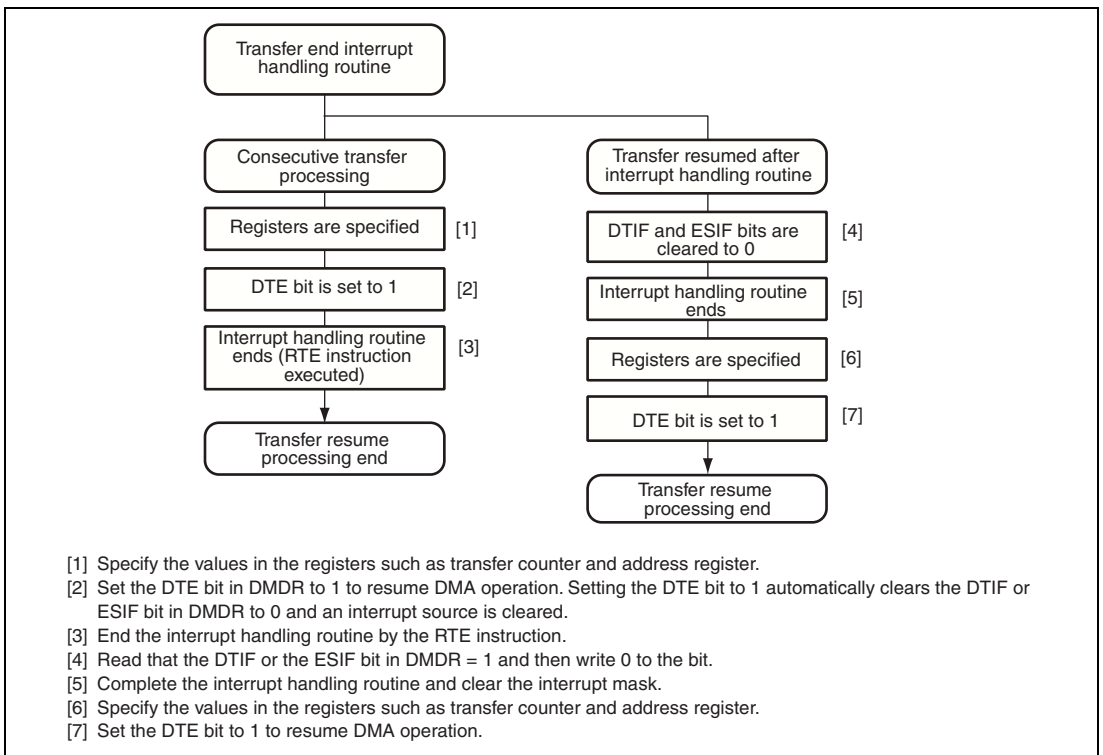 Transfer end interrupt
handling routine
Consecutive transfer
processing
Registers are specified
[1]
DTE bit is set to 1
[2]
Interrupt handling routine
ends (RTE instruction
executed)
[3]
Transfer resume
processing end
Transfer resumed after
interrupt handling routine
DTIF and ESIF bits are
cleared to 0
[4]
Interrupt handling routine
ends
[5]
Registers are specified
[6]
DTE bit is set to 1
[7]
Transfer resume
processing end
[1] Specify the values in the registers such as transfer counter and address register.
[2] Set the DTE bit in DMDR to 1 to resume DMA operation. Setting the DTE bit to 1 automatically clears the DTIF or
ESIF bit in DMDR to 0 and an interrupt source is cleared.
[3] End the interrupt handling routine by the RTE instruction.
[4] Read that the DTIF or the ESIF bit in DMDR = 1 and then write 0 to the bit.
[5] Complete the interrupt handling routine and clear the interrupt mask.
[6] Specify the values in the registers such as transfer counter and address register.
[7] Set the DTE bit to 1 to resume DMA operation.